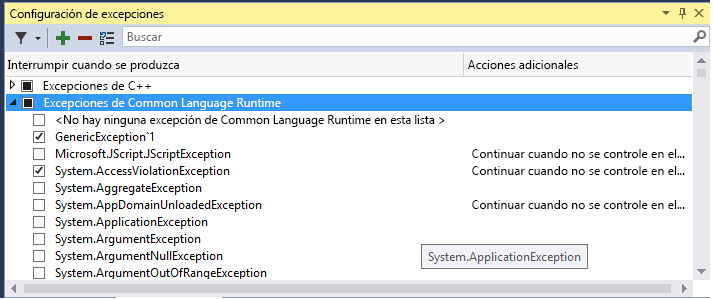 Configuración de excepciones
Buscar
Interrumpir cuando se produzca Acciones adicionales
Excepciones de C++
Excepciones de Common Language Runtime
<No hay ninguna excepción de Common Language Runtime en esta lista >
GenericException`1
Microsoft.JScript.JScriptException Continuar cuando no se controle en el...
System.AccessViolationException Continuar cuando no se controle en el...
System.AggregateException
System.AppDomainUnloadedException Continuar cuando no se controle en el...
System.ApplicationException
System.ArgumentException
System.ArgumentNullException
System.ApplicationException
System.ArgumentOutOfRangeException